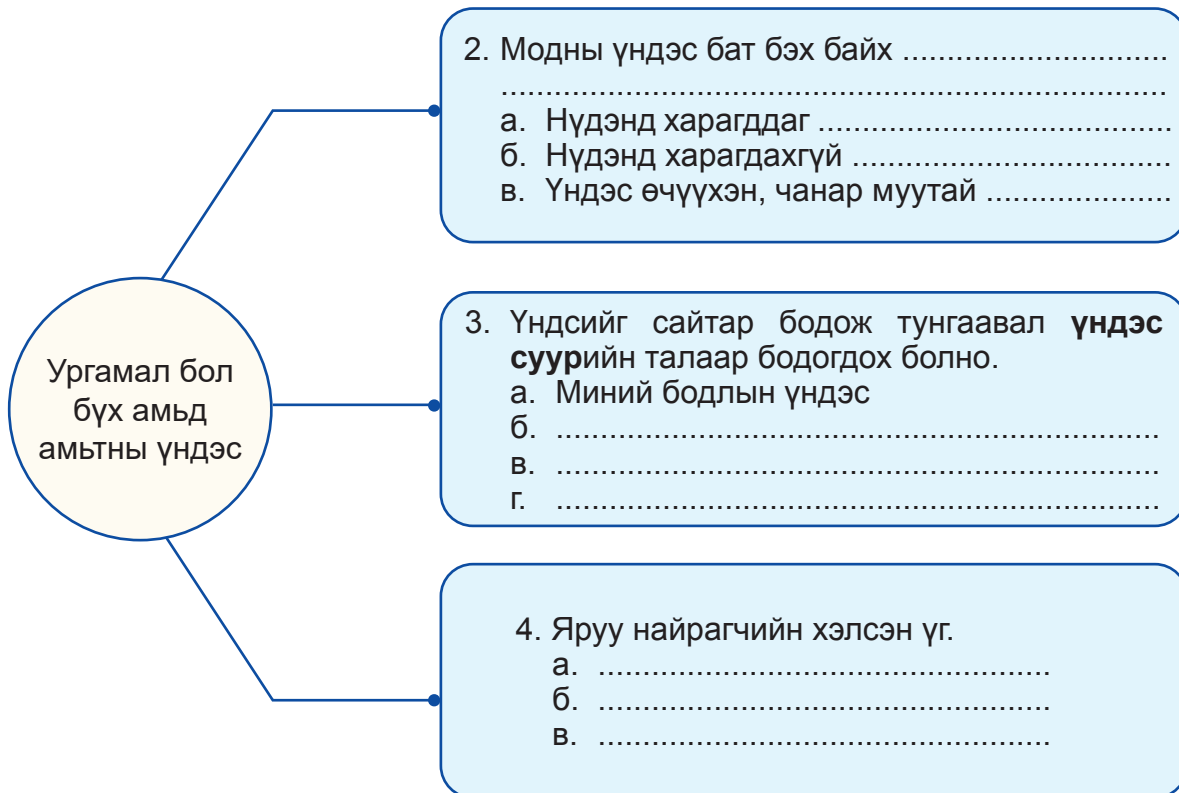 2. Модны үндэс бат бэх байх ............................
......................................................................
а. Нүдэнд харагддаг .....................................
б. Нүдэнд харагдахгүй .................................
в. Үндэс өчүүхэн, чанар муутай ...................
Ургамал бол
бүх амьд
амьтны үндэс
3. Үндсийг сайтар бодож тунгаавал үндэс
суурийн талаар бодогдох болно.
а. Миний бодлын үндэс
б. ...............................................................
в. ...............................................................
г. ...............................................................
4. Яруу найрагчийн хэлсэн үг.
а. ...............................................
б. ...............................................
в. ...............................................